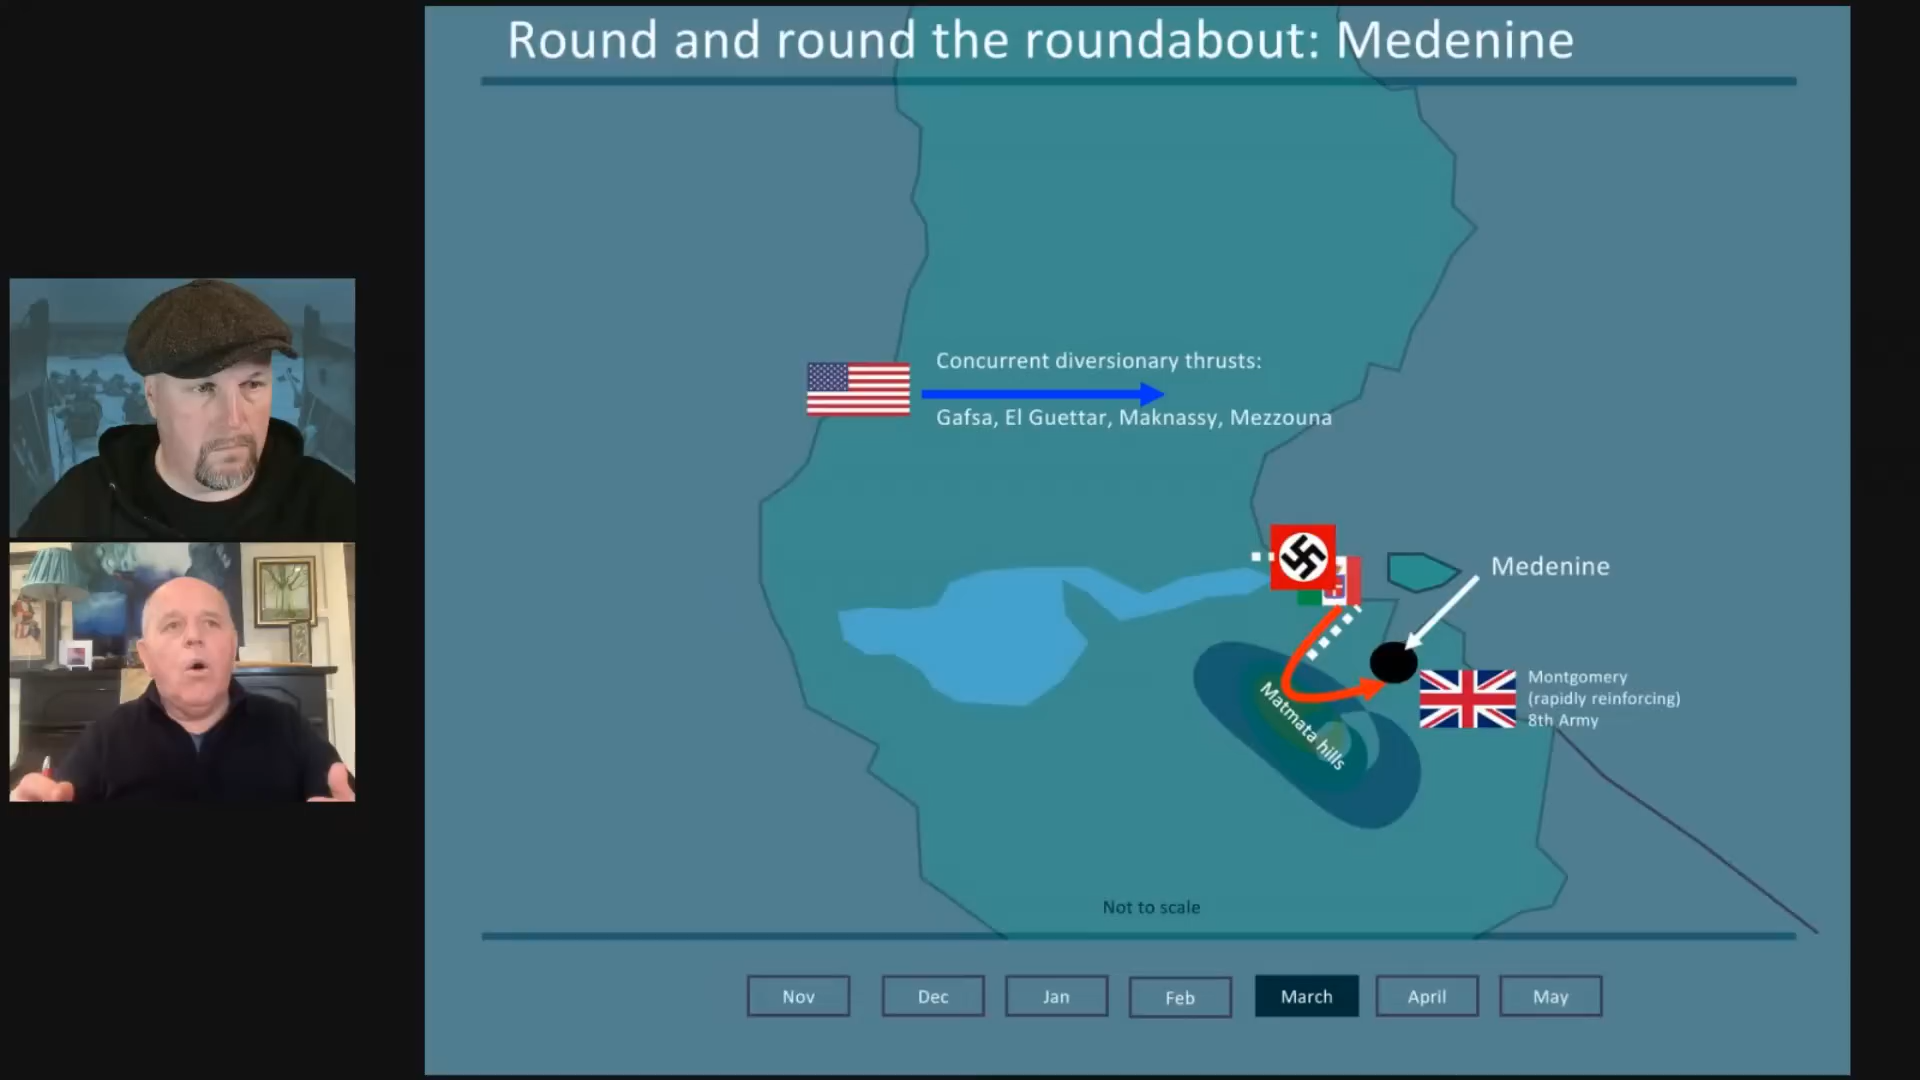 Round and round the roundabout: Medenine
Concurrent diversionary thrusts:
Gafsa, El Guettar, Maknassy, Mezzouna
Medenine
Montgomery
(rapidly reinforcing)
8th Army
Matmata hills
Not to scale
Nov
Dec
Jan
Feb
March
April
May